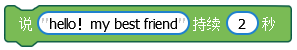 说 "hello！my best friend" 持续 2 秒